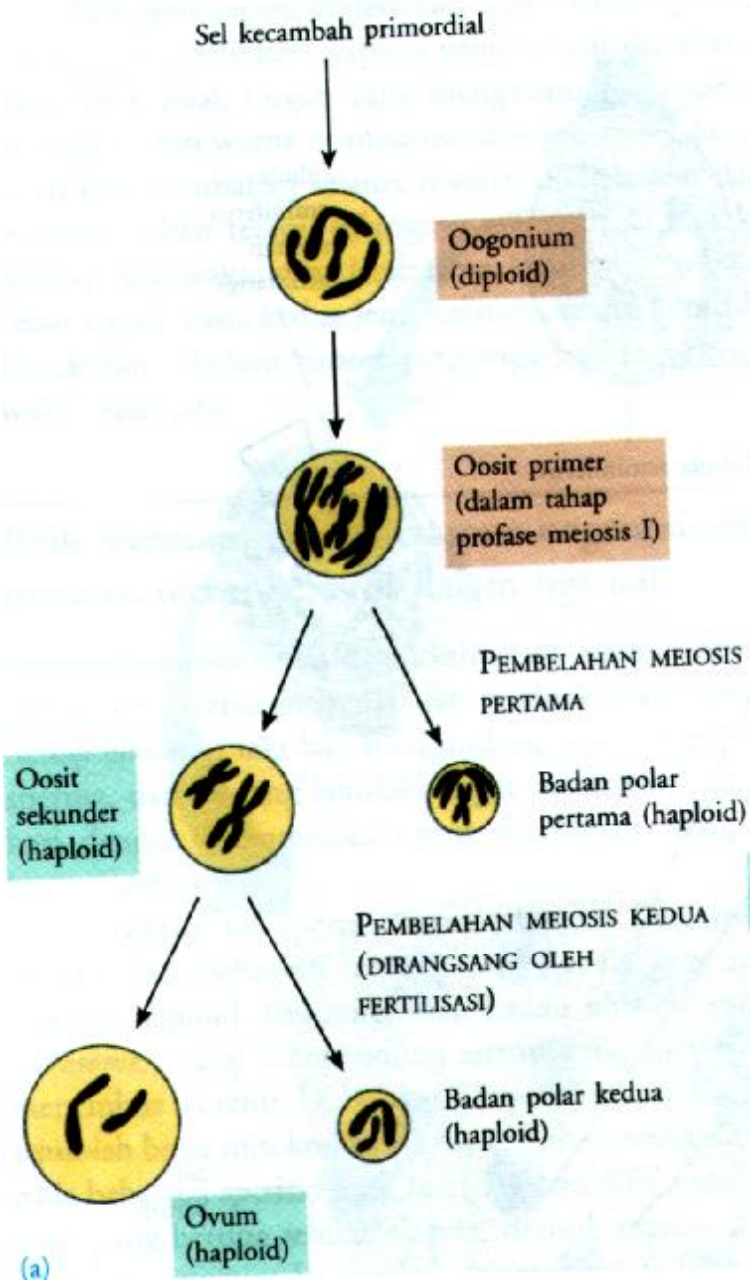 Sel kecambah primordial
Oogonium
(diploid)
Oosit primer
(dalam tahap
profase meiosis I)
PEMBELAHAN MEIOSIS
PERTAMA
Oosit
sekunder
(haploid)
Badan polar
pertama (haploid)
PEMBELAHAN MEIOSIS KEDUA
(DIRANGSANG OLEH
FERTILISASI)
Badan polar kedua
(haploid)
Ovum
(haploid)
(a)